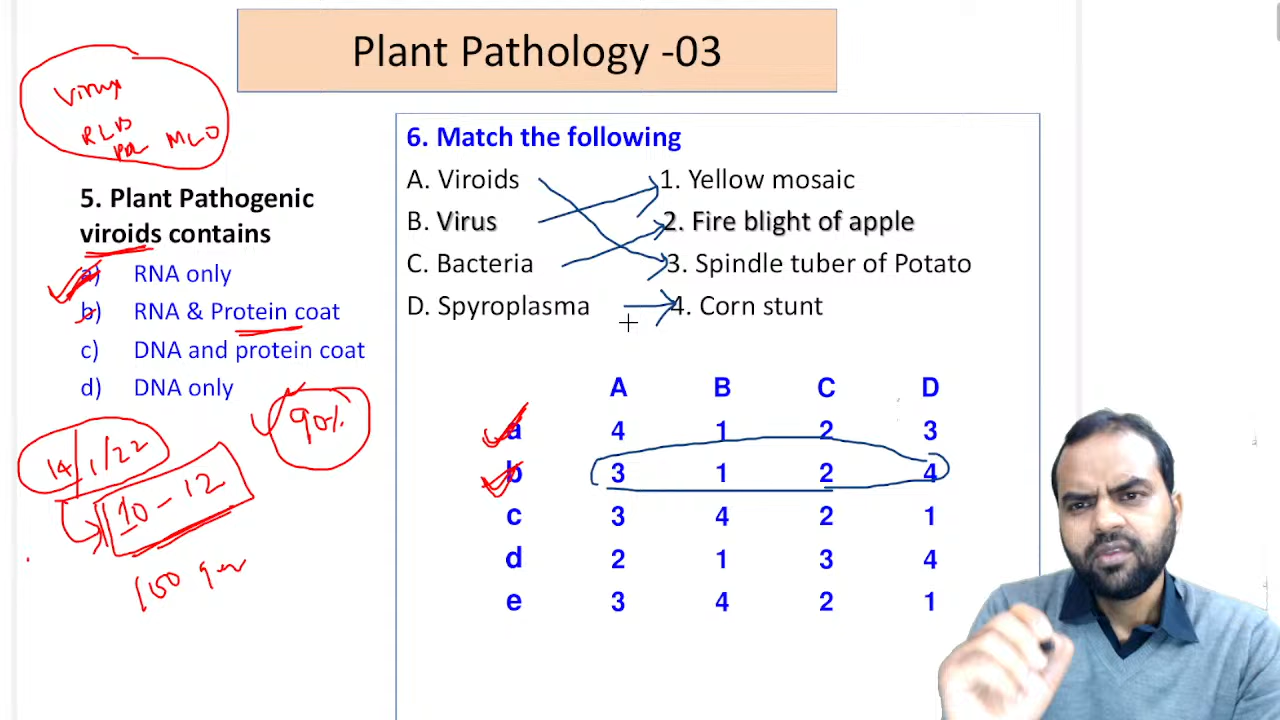 Plant Pathology -03
Virus
RLB
MLO
5. Plant Pathogenic
viroids contains
a) RNA only
b) RNA & Protein coat
c) DNA and protein coat
d) DNA only
90%
14/1/22
10-12
150
6. Match the following
A. Viroids 1. Yellow mosaic
B. Virus 2. Fire blight of apple
C. Bacteria 3. Spindle tuber of Potato
D. Spyroplasma 4. Corn stunt
A B C D
a 4 1 2 3
b 3 1 2 4
c 3 4 2 1
d 2 1 3 4
e 3 4 2 1